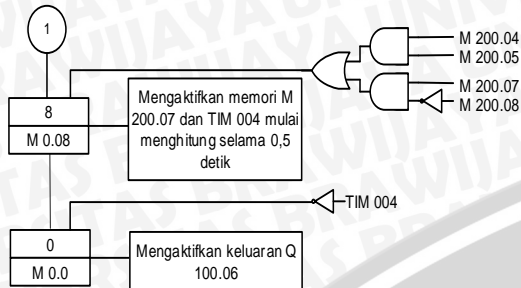 1
M 200.04
M 200.05
M 200.07
M 200.08
8
M 0.08
Mengaktifkan memori M
200.07 dan TIM 004 mulai
menghitung selama 0,5
detik
TIM 004
0
M 0.0
Mengaktifkan keluaran Q
100.06